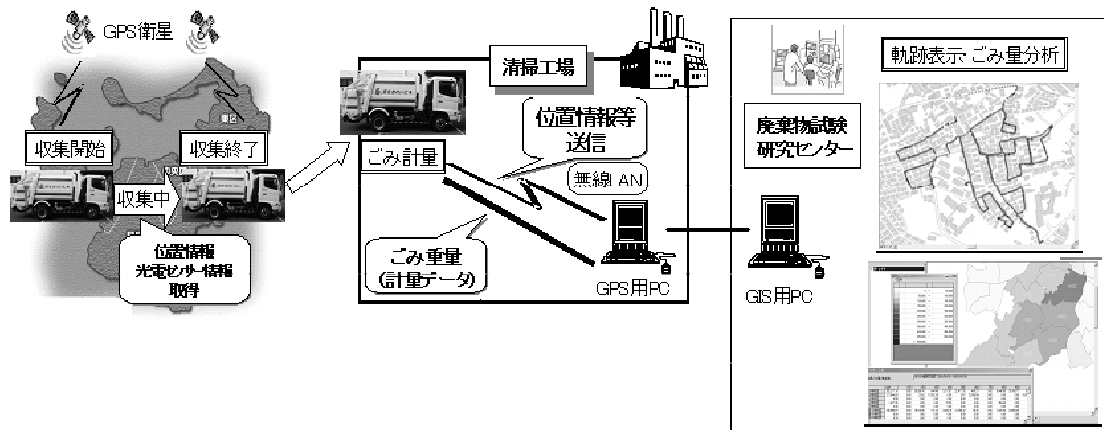 GPS衛星
収集開始
収集終了
収集中
位置情報
光電センサー情報
取得
清掃工場
ごみ計量
位置情報等
送信
無線LAN
ごみ重量
(計量データ)
GPS用PC
廃棄物試験
研究センター
GIS用PC
軌跡表示・ごみ量分析